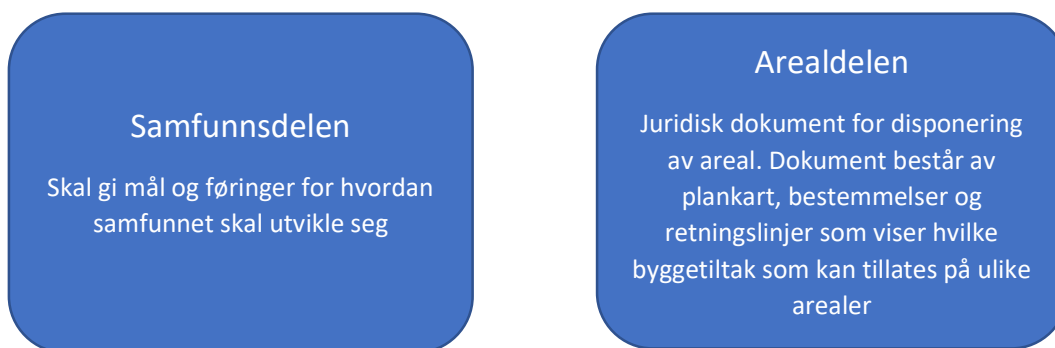 Samfunnsdelen
Skal gi mål og føringer for hvordan
samfunnet skal utvikle seg
Arealdelen
Juridisk dokument for disponering
av areal. Dokument består av
plankart, bestemmelser og
retningslinjer som viser hvilke
byggetiltak som kan tillates på ulike
arealer